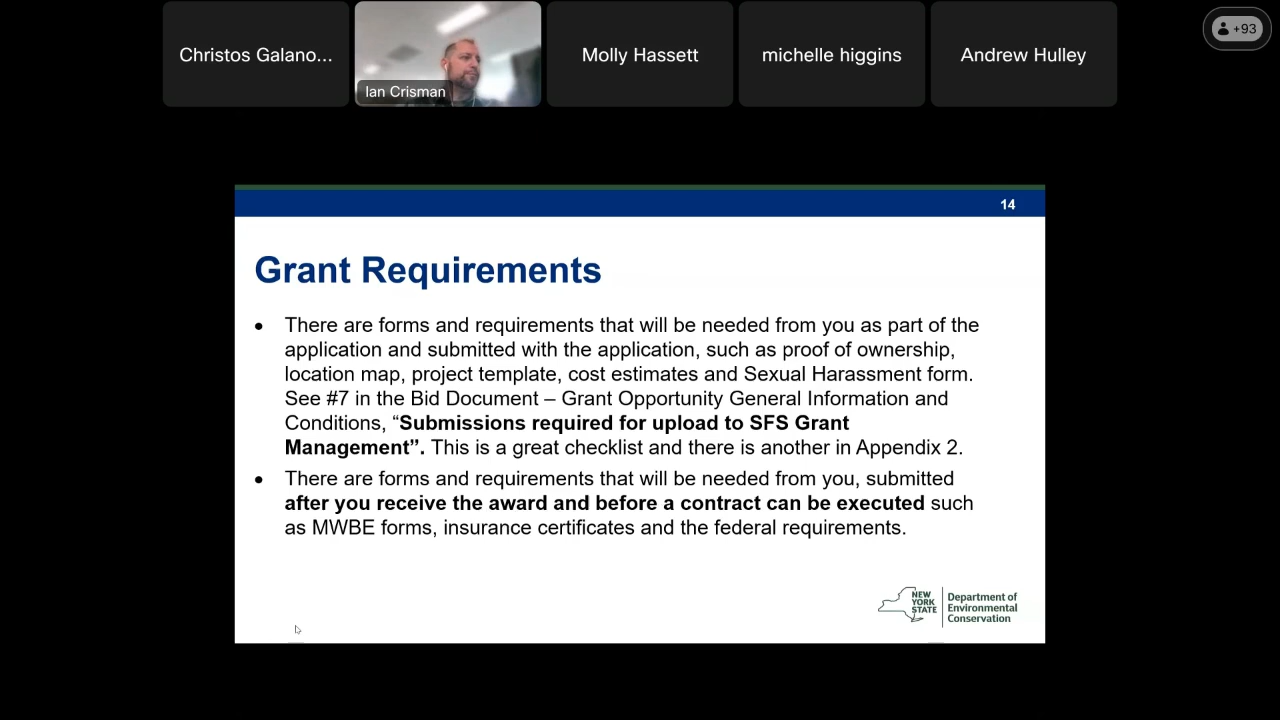 Christos Galano...
Ian Crisman
Molly Hassett
michelle higgins
Andrew Hulley
+93
14
Grant Requirements
• There are forms and requirements that will be needed from you as part of the
application and submitted with the application, such as proof of ownership,
location map, project template, cost estimates and Sexual Harassment form.
See #7 in the Bid Document – Grant Opportunity General Information and
Conditions, “Submissions required for upload to SFS Grant
Management”. This is a great checklist and there is another in Appendix 2.
• There are forms and requirements that will be needed from you, submitted
after you receive the award and before a contract can be executed such
as MWBE forms, insurance certificates and the federal requirements.
NEW
YORK
STATE
Department of
Environmental
Conservation